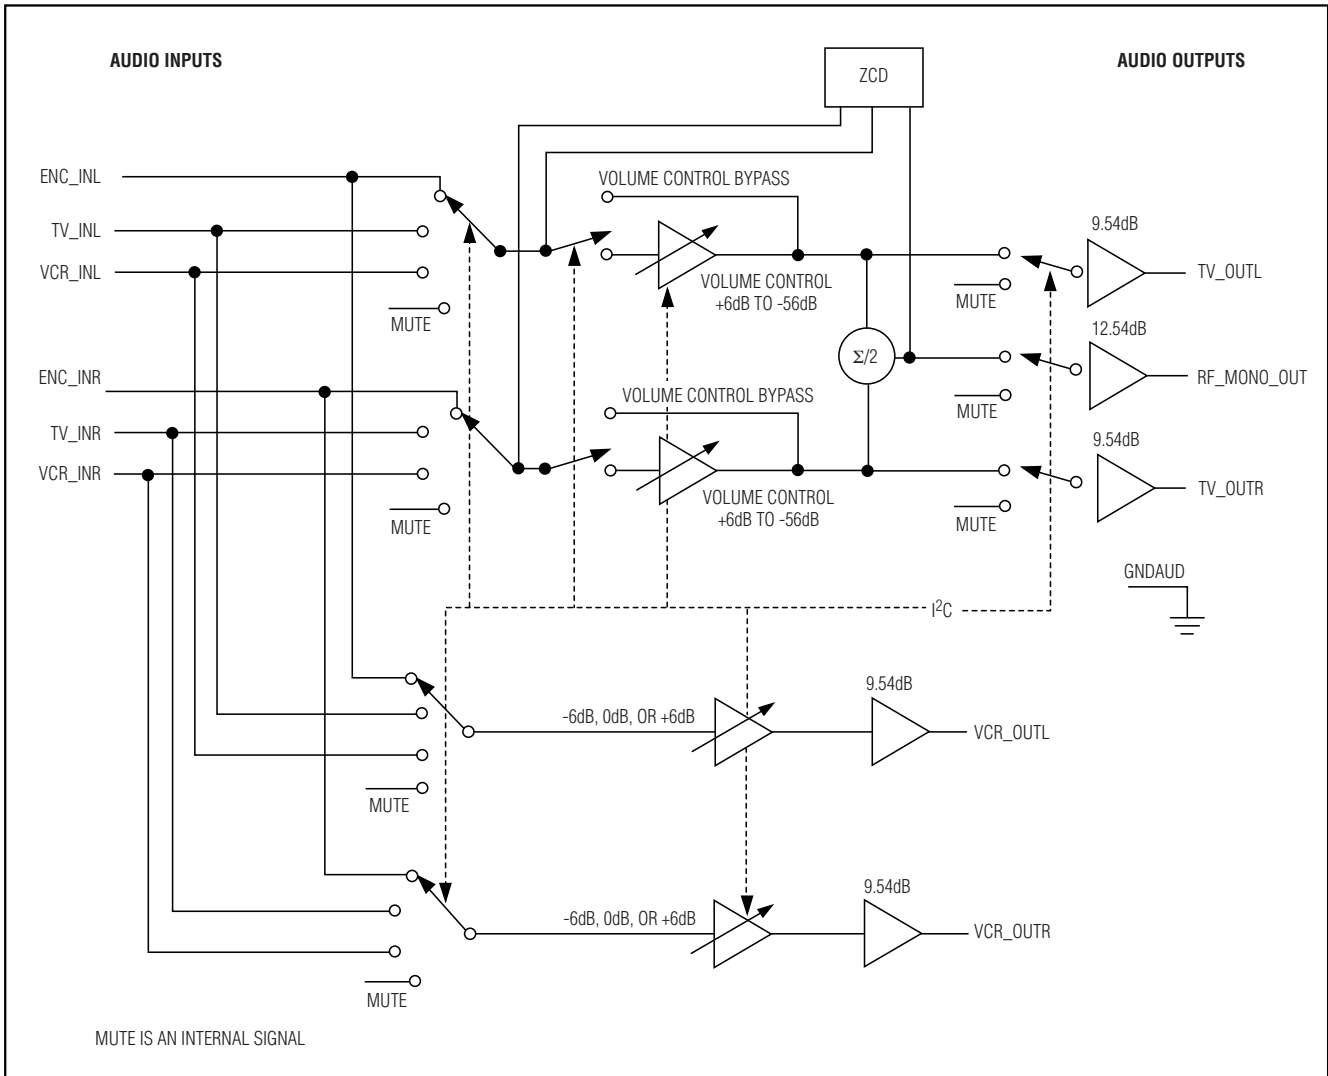 AUDIO INPUTS
AUDIO OUTPUTS
ZCD
ENC_INL
VOLUME CONTROL BYPASS
TV_INL
9.54dB
VCR_INL
VOLUME CONTROL
+6dB TO -56dB
TV_OUTL
MUTE
MUTE
12.54dB
Σ/2
ENC_INR
RF_MONO_OUT
VOLUME CONTROL BYPASS
MUTE
TV_INR
9.54dB
VCR_INR
VOLUME CONTROL
+6dB TO -56dB
TV_OUTR
MUTE
MUTE
GNDAUD
I²C
9.54dB
-6dB, 0dB, OR +6dB
VCR_OUTL
MUTE
9.54dB
-6dB, 0dB, OR +6dB
VCR_OUTR
MUTE
MUTE IS AN INTERNAL SIGNAL